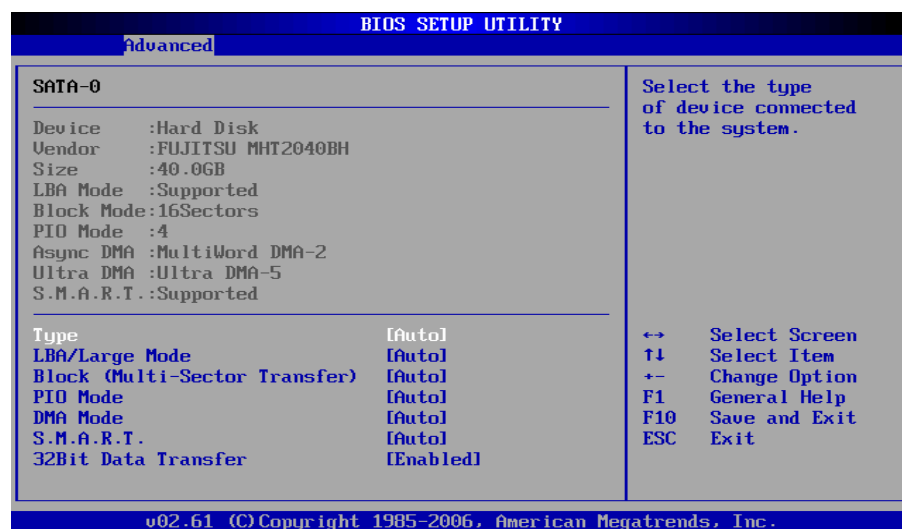 BIOS SETUP UTILITY
Advanced
SATA-0
Device :Hard Disk
Vendor :FUJITSU MHT2040BH
Size :40.0GB
LBA Mode :Supported
Block Mode:16Sectors
PIO Mode :4
Async DMA :MultiWord DMA-2
Ultra DMA :Ultra DMA-5
S.M.A.R.T.:Supported
Type [Auto]
LBA/Large Mode [Auto]
Block (Multi-Sector Transfer) [Auto]
PIO Mode [Auto]
DMA Mode [Auto]
S.M.A.R.T. [Auto]
32Bit Data Transfer [Enabled]
Select the type
of device connected
to the system.
↔ Select Screen
↑↓ Select Item
+- Change Option
F1 General Help
F10 Save and Exit
ESC Exit
v02.61 (C)Copyright 1985-2006, American Megatrends, Inc.